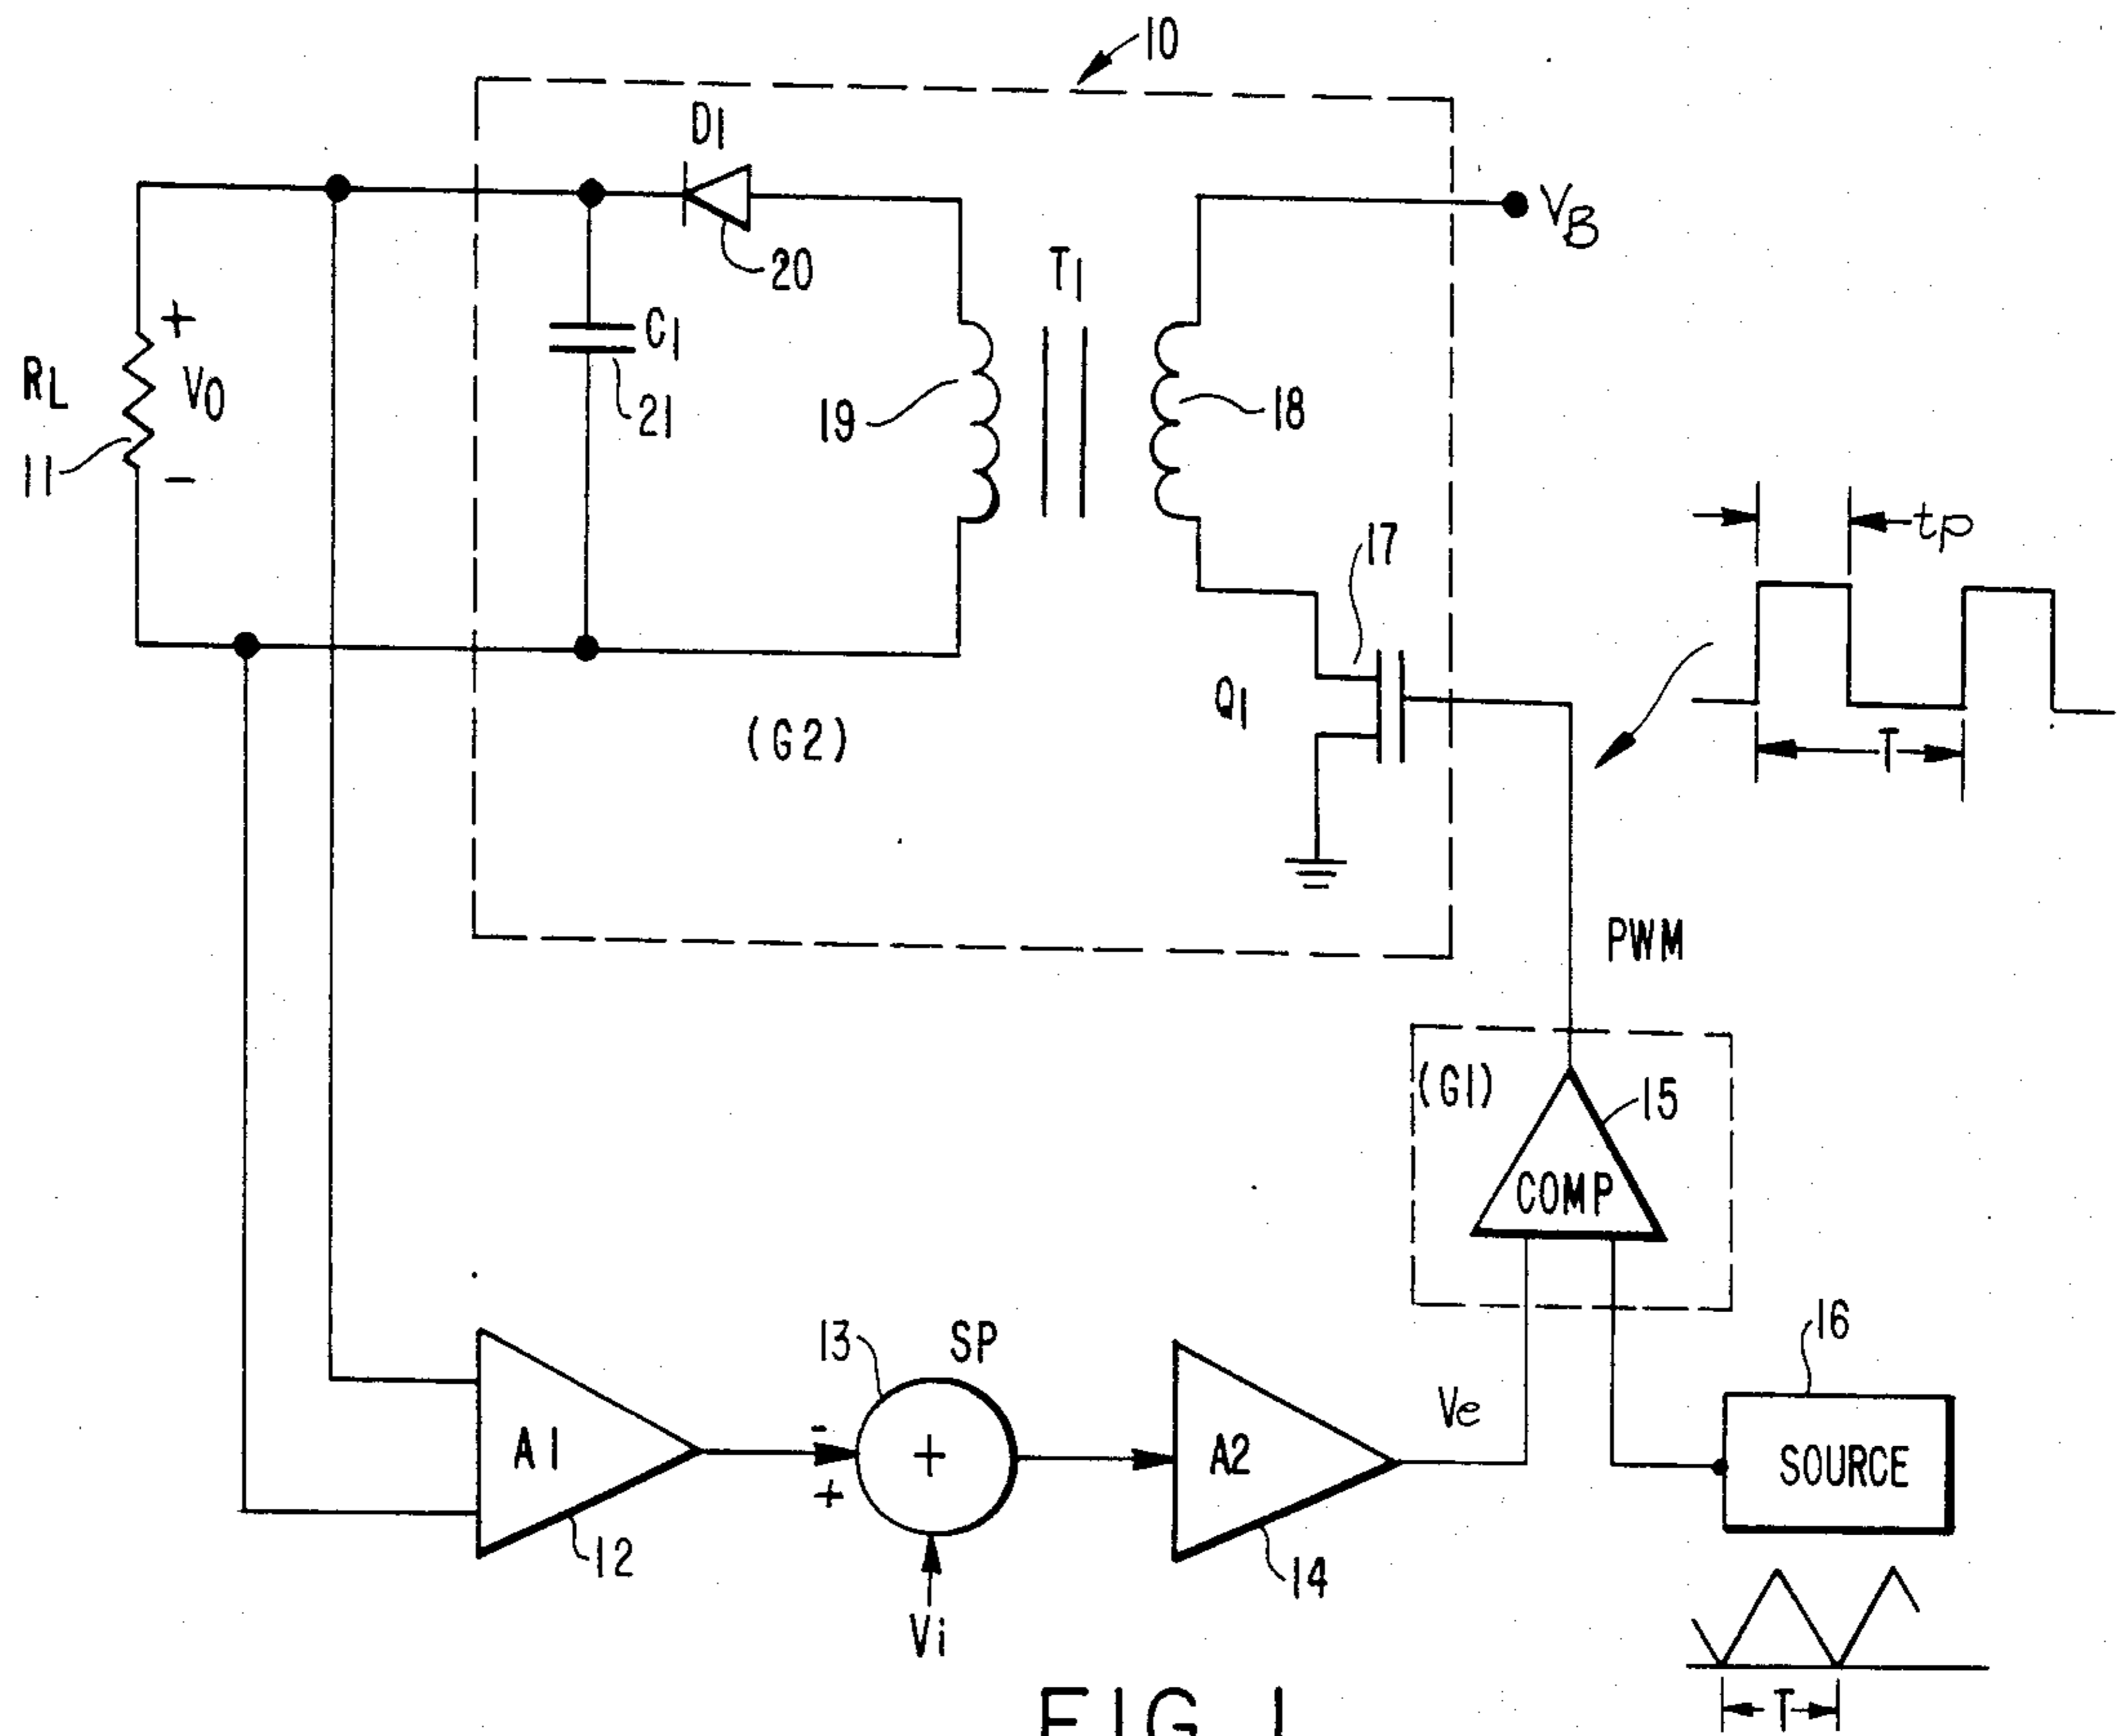 10
D1
VB
20
T1
+
C1
RL
V0
19
18
21
11
−
tp
17
Q1
(G2)
T
PWM
(G1)
15
COMP
16
13
SP
-
Ve
A1
+
A2
SOURCE
+
12
14
Vi
T
FIG. 1